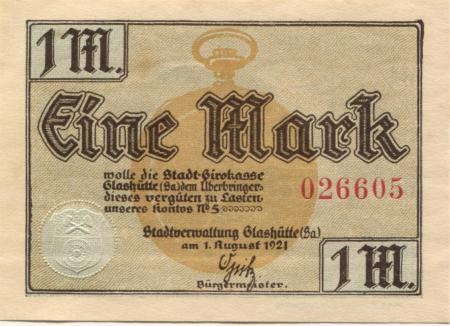 1 M.
Eine Mark
wolle die Stadt-Girokasse
Glashütte (Sa) dem Überbringer
dieses vergüten zu Lasten
unseres Kontos No 5
026605
Stadtverwaltung Glashütte (Sa)
am 1. August 1921
Bürgermeister.
1 M.